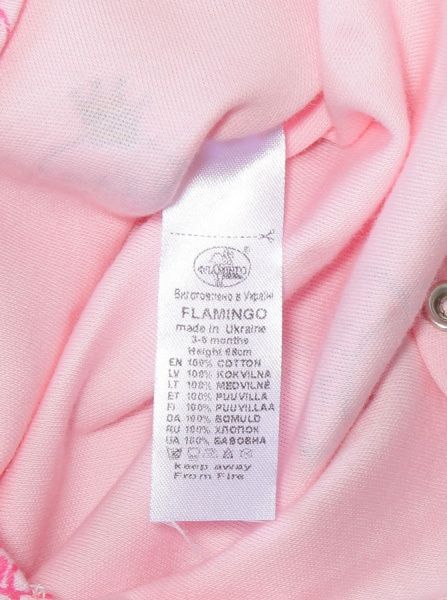 ФЛАМІНГО
Виготовлено в Україні
FLAMINGO
made in Ukraine
3-6 months
Height 68cm
EN 100% COTTON
LV 100% KOKVILNA
LT 100% MEDVILNĖ
ET 100% PUUVILLA
FI 100% PUUVILLAA
DA 100% BOMULD
RU 100% ХЛОПОК
UA 100% БАВОВНА
Keep away
From Fire